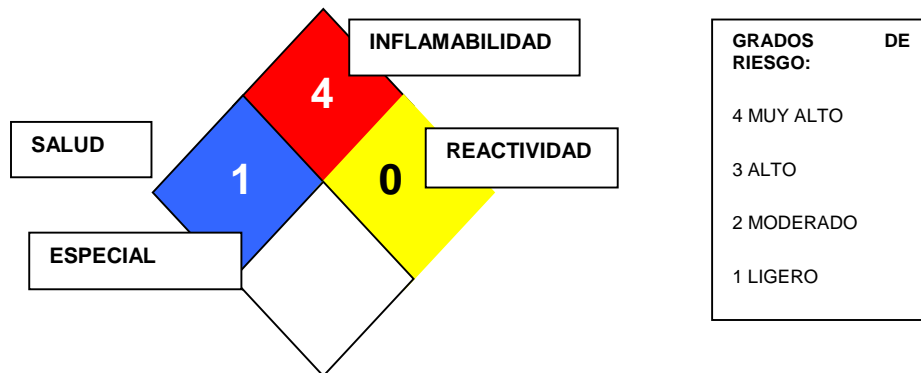 INFLAMABILIDAD
4
SALUD
1
0
REACTIVIDAD
ESPECIAL
GRADOS DE
RIESGO:
4 MUY ALTO
3 ALTO
2 MODERADO
1 LIGERO